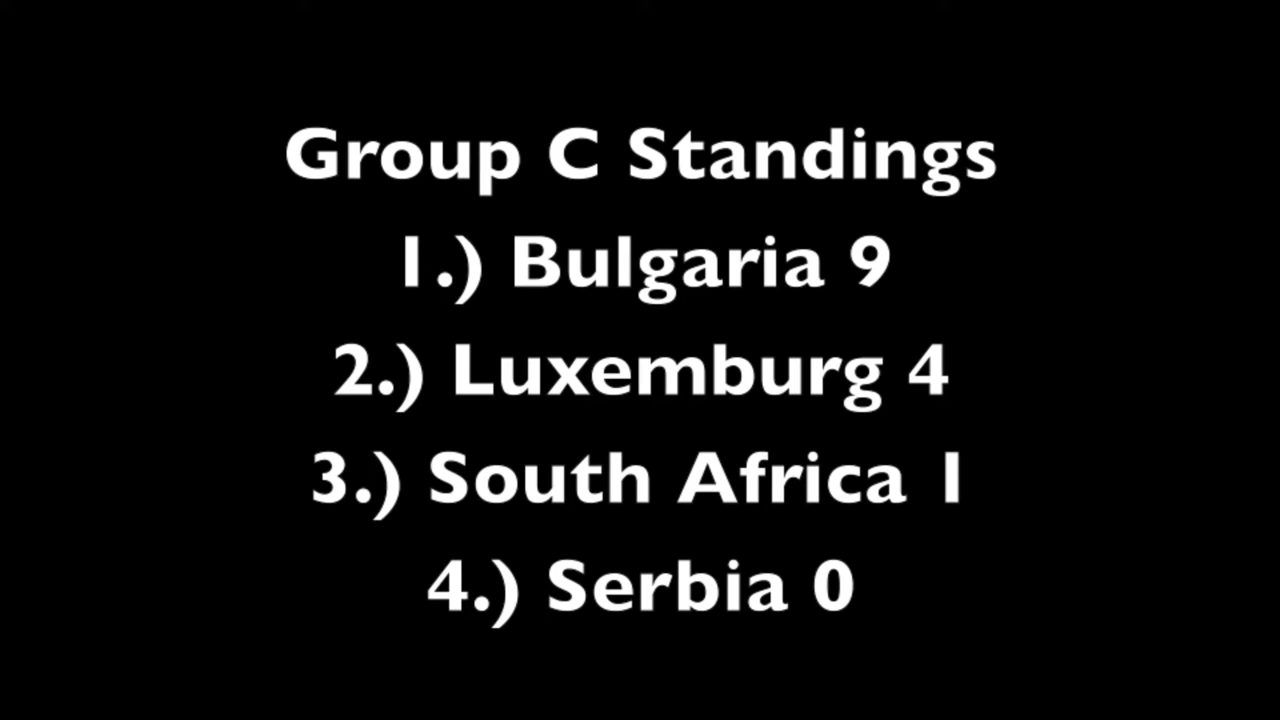 Group C Standings
1.) Bulgaria 9
2.) Luxemburg 4
3.) South Africa 1
4.) Serbia 0